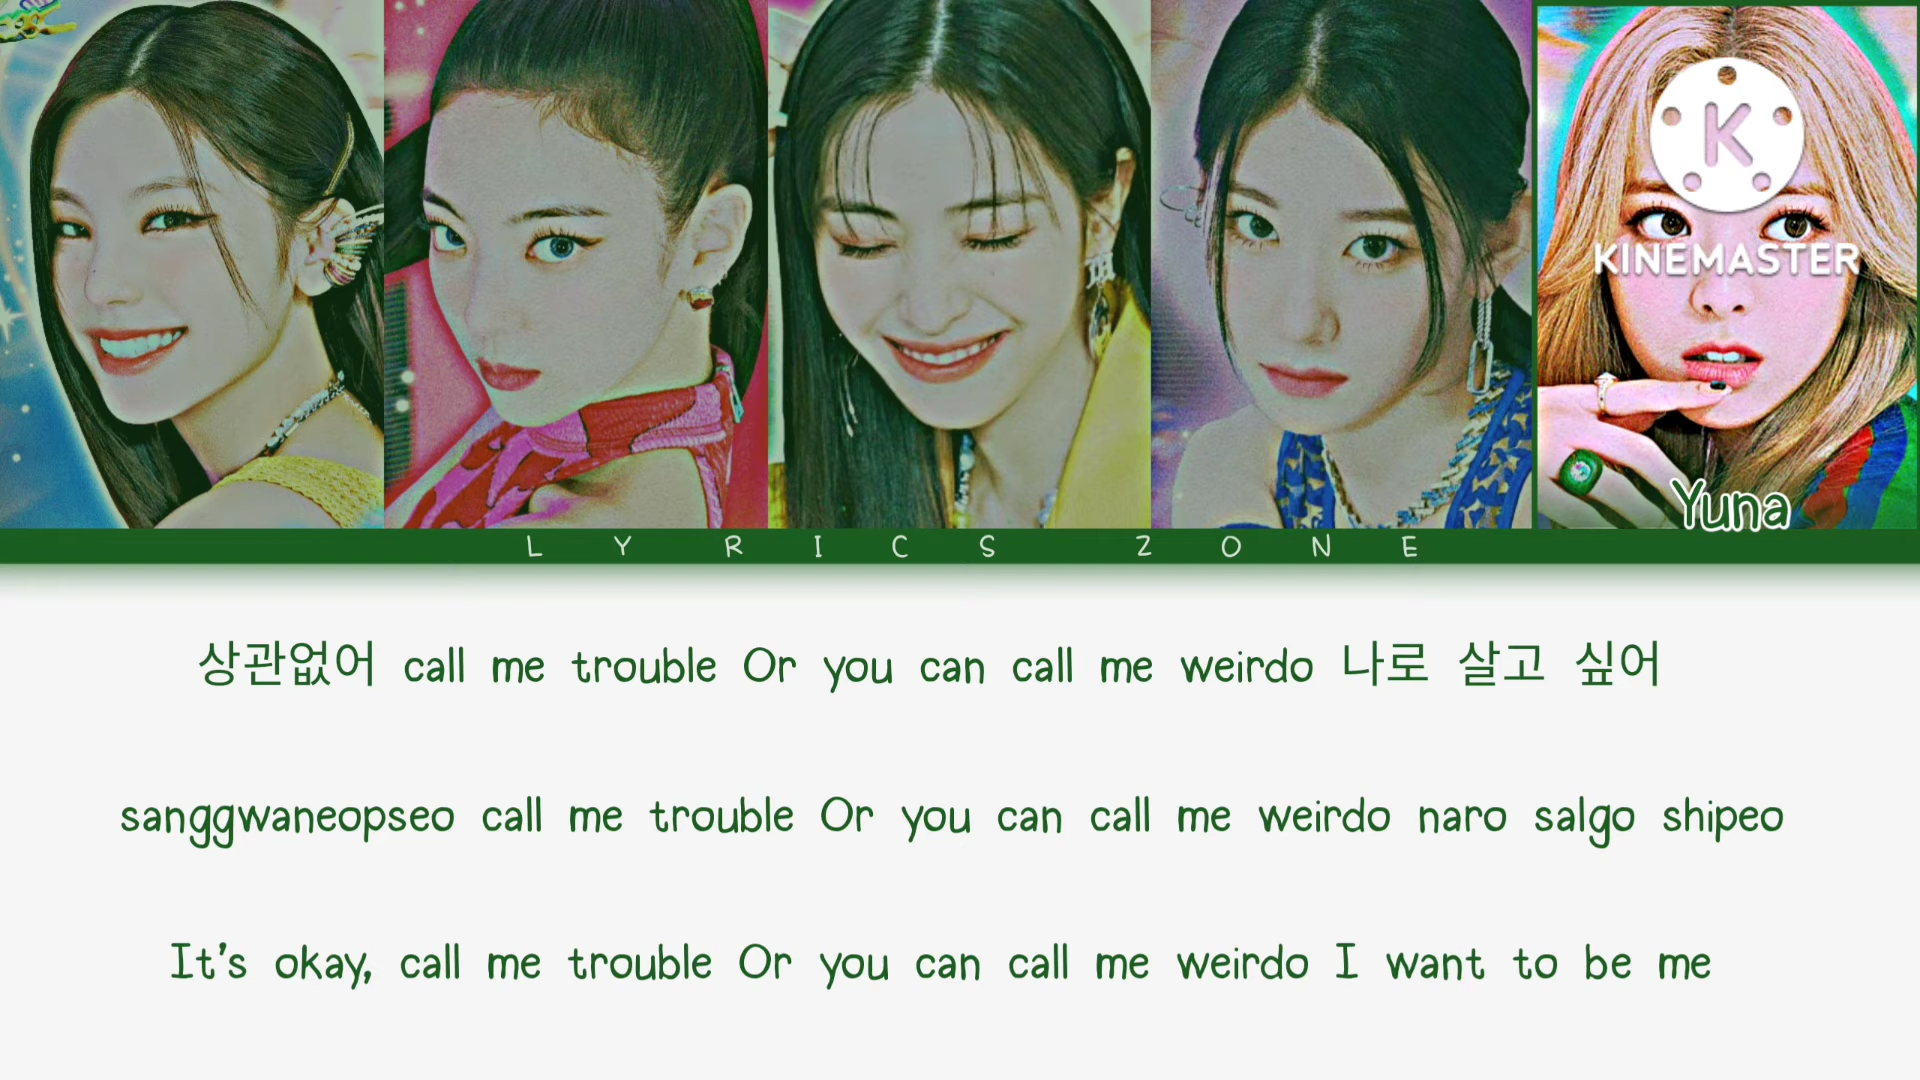 K
KINEMASTER
Yuna
LYRICS ZONE
상관없어 call me trouble Or you can call me weirdo 나로 살고 싶어
sanggwaneopseo call me trouble Or you can call me weirdo naro salgo shipeo
It's okay, call me trouble Or you can call me weirdo I want to be me